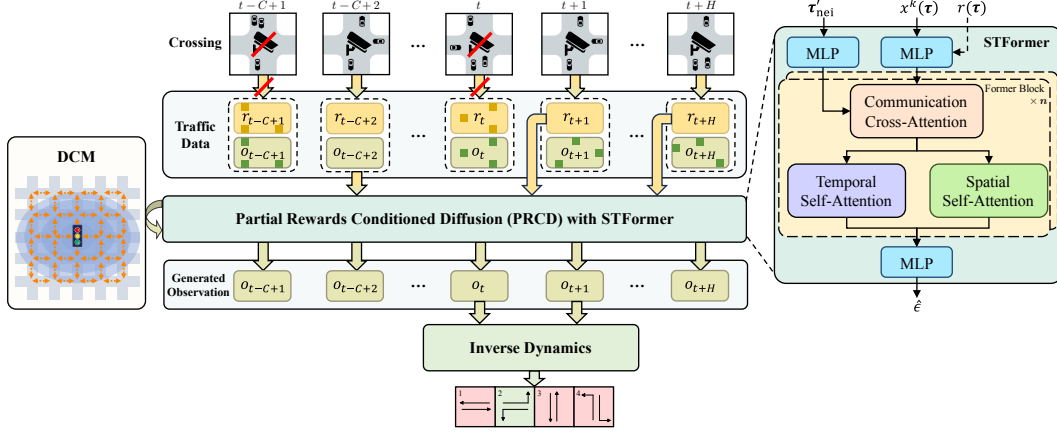 t−C+1
t−C+2
t
t+1
t+H
Crossing
...
...
Traffic
Data
r_{t−C+1}
r_{t−C+2}
...
r_t
r_{t+1}
...
r_{t+H}
o_{t−C+1}
o_{t−C+2}
o_t
o_{t+1}
o_{t+H}
DCM
Partial Rewards Conditioned Diffusion (PRCD) with STFormer
Generated
Observation
o_{t−C+1}
o_{t−C+2}
...
o_t
o_{t+1}
...
o_{t+H}
Inverse Dynamics
1
2
3
4
τ′_{nei}
x^k(τ)
r(τ)
STFormer
MLP
MLP
Former Block
× n
Communication
Cross-Attention
Temporal
Self-Attention
Spatial
Self-Attention
MLP
ϵ̂